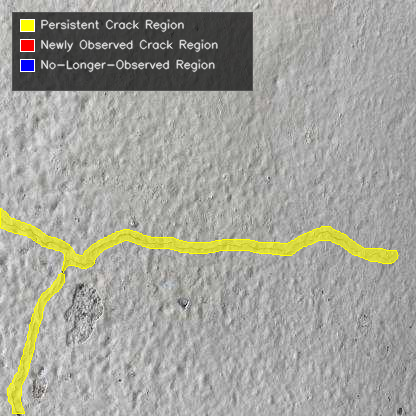 Persistent Crack Region
Newly Observed Crack Region
No-Longer-Observed Region